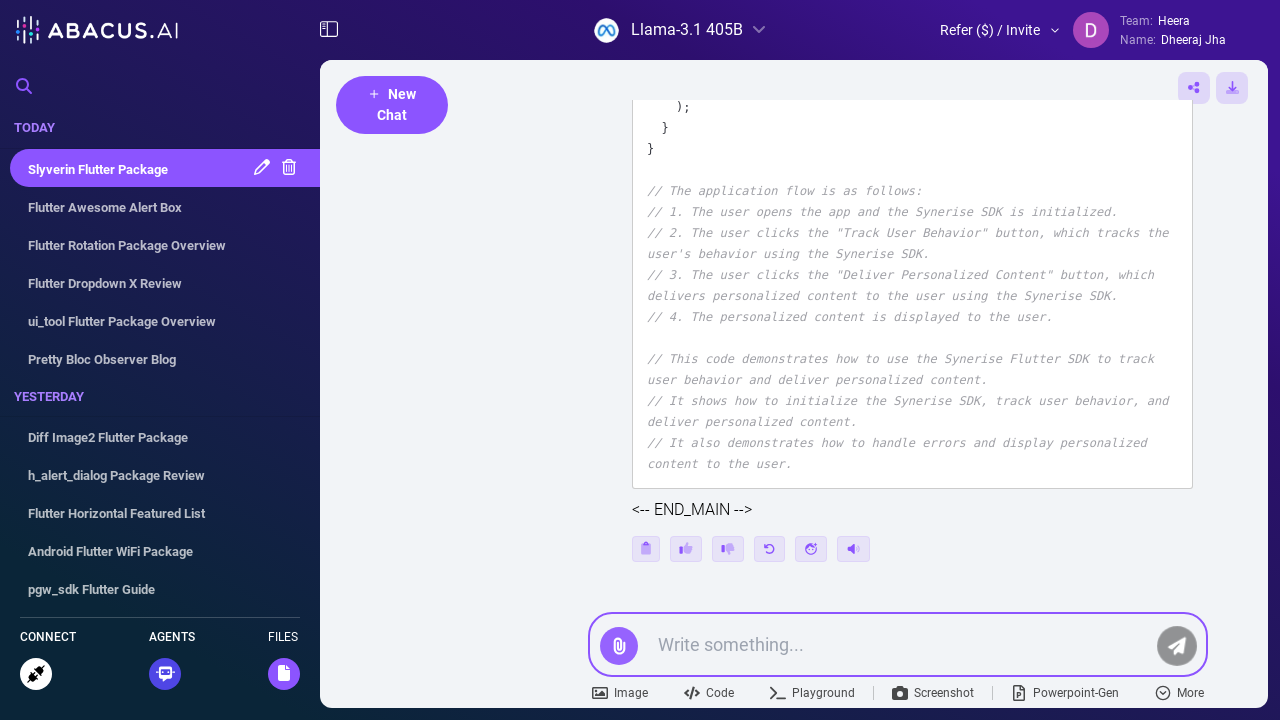 ABACUS.AI
Llama-3.1 405B
Refer ($) / Invite
Team: Heera
Name: Dheeraj Jha
TODAY
Slyverin Flutter Package
Flutter Awesome Alert Box
Flutter Rotation Package Overview
Flutter Dropdown X Review
ui_tool Flutter Package Overview
Pretty Bloc Observer Blog
YESTERDAY
Diff Image2 Flutter Package
h_alert_dialog Package Review
Flutter Horizontal Featured List
Android Flutter WiFi Package
pgw_sdk Flutter Guide
CONNECT
AGENTS
FILES
+ New
Chat
);
}
}
// The application flow is as follows:
// 1. The user opens the app and the Synerise SDK is initialized.
// 2. The user clicks the "Track User Behavior" button, which tracks the
user's behavior using the Synerise SDK.
// 3. The user clicks the "Deliver Personalized Content" button, which
delivers personalized content to the user using the Synerise SDK.
// 4. The personalized content is displayed to the user.
// This code demonstrates how to use the Synerise Flutter SDK to track
user behavior and deliver personalized content.
// It shows how to initialize the Synerise SDK, track user behavior, and
deliver personalized content.
// It also demonstrates how to handle errors and display personalized
content to the user.
<-- END_MAIN -->
Write something...
Image
Code
Playground
Screenshot
Powerpoint-Gen
More